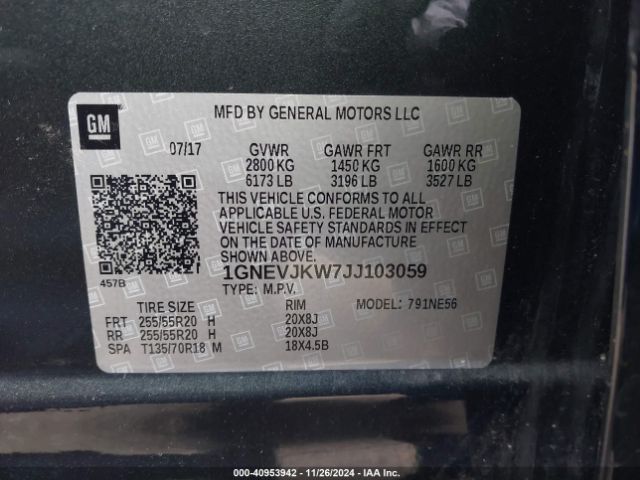 GM
MFD BY GENERAL MOTORS LLC
07/17 GVWR GAWR FRT GAWR RR
2800 KG 1450 KG 1600 KG
6173 LB 3196 LB 3527 LB
THIS VEHICLE CONFORMS TO ALL
APPLICABLE U.S. FEDERAL MOTOR
VEHICLE SAFETY STANDARDS IN EFFECT
ON THE DATE OF MANUFACTURE
SHOWN ABOVE.
457B
1GNEVJKW7JJ103059
TYPE: M.P.V.
TIRE SIZE RIM MODEL: 791NE56
FRT 255/55R20 H 20X8J
RR 255/55R20 H 20X8J
SPA T135/70R18 M 18X4.5B
000-40953942 - 11/26/2024 - IAA Inc.